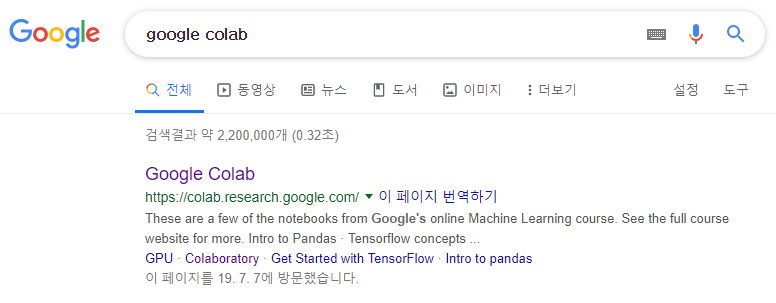 Google google colab
전체 동영상 뉴스 도서 이미지 더보기 설정 도구
검색결과 약 2,200,000개 (0.32초)
Google Colab
https://colab.research.google.com/ 이 페이지 번역하기
These are a few of the notebooks from Google's online Machine Learning course. See the full course
website for more. Intro to Pandas · Tensorflow concepts ...
GPU · Colaboratory · Get Started with TensorFlow · Intro to pandas
이 페이지를 19. 7. 7에 방문했습니다.